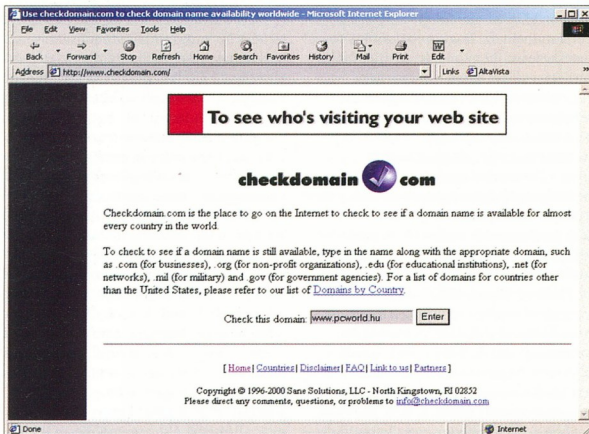 Use checkdomain.com to check domain name availability worldwide - Microsoft Internet Explorer
File Edit View Favorites Tools Help
Back Forward Stop Refresh Home Search Favorites History Mail Print Edit
Address http://www.checkdomain.com/ Links AltaVista »
To see who's visiting your web site
checkdomain com
Checkdomain.com is the place to go on the Internet to check to see if a domain name is available for almost
every country in the world.
To check to see if a domain name is still available, type in the name along with the appropriate domain, such
as .com (for businesses), .org (for non-profit organizations), .edu (for educational institutions), .net (for
networks), .mil (for military) and .gov (for government agencies). For a list of domains for countries other
than the United States, please refer to our list of Domains by Country.
Check this domain: www.pcworld.hu Enter
[ Home | Countries | Disclaimer | FAQ | Link to us | Partners ]
Copyright © 1996-2000 Sane Solutions, LLC - North Kingstown, RI 02852
Please direct any comments, questions, or problems to info@checkdomain.com
Done Internet